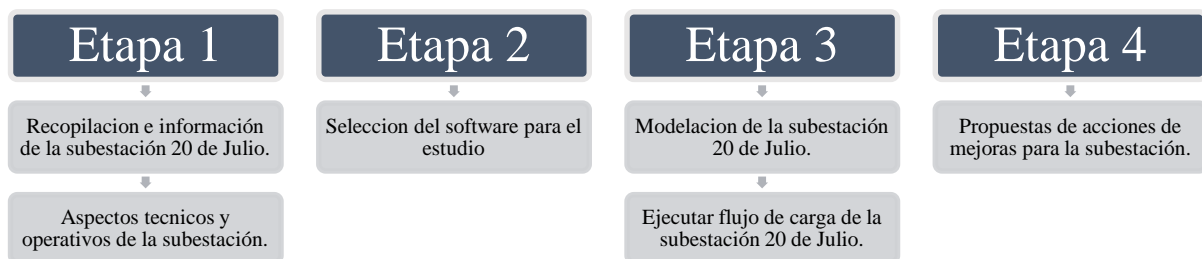 Etapa 1
Recopilacion e información
de la subestación 20 de Julio.
Aspectos tecnicos y
operativos de la subestación.
Etapa 2
Seleccion del software para el
estudio
Etapa 3
Modelacion de la subestación
20 de Julio.
Ejecutar flujo de carga de la
subestación 20 de Julio.
Etapa 4
Propuestas de acciones de
mejoras para la subestación.